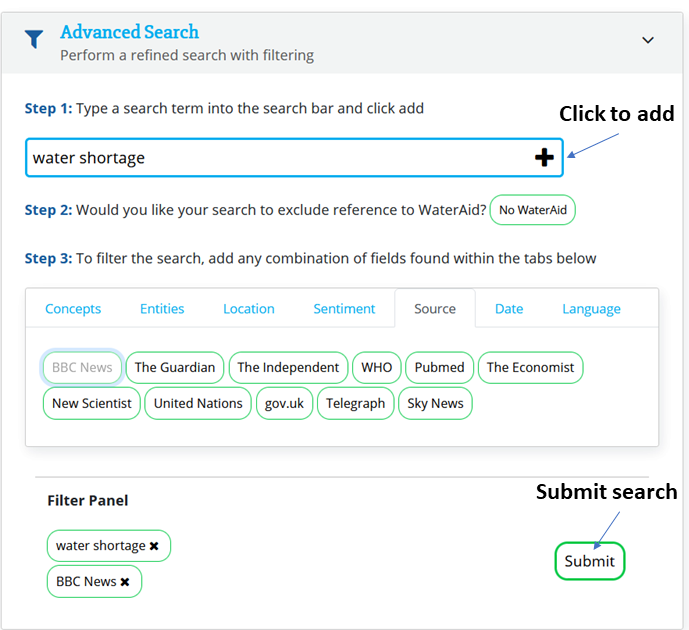 Advanced Search
Perform a refined search with filtering
Step 1: Type a search term into the search bar and click add
Click to add
water shortage
Step 2: Would you like your search to exclude reference to WaterAid? No WaterAid
Step 3: To filter the search, add any combination of fields found within the tabs below
Concepts Entities Location Sentiment Source Date Language
BBC News The Guardian The Independent WHO Pubmed The Economist
New Scientist United Nations gov.uk Telegraph Sky News
Filter Panel
Submit search
water shortage ✖
Submit
BBC News ✖